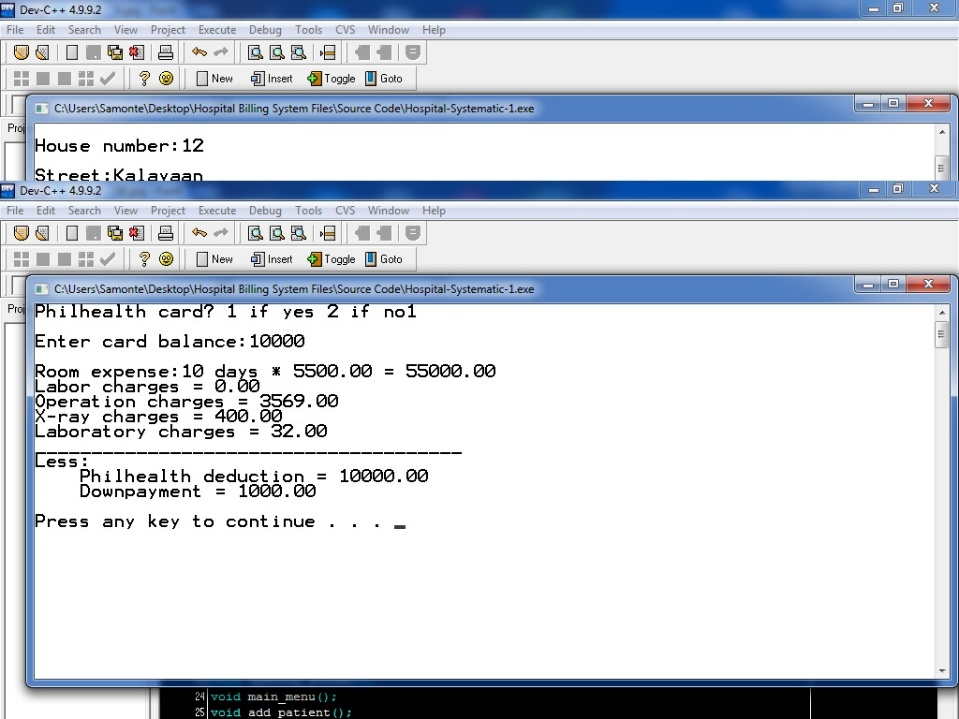 Dev-C++ 4.9.9.2
File Edit Search View Project Execute Debug Tools CVS Window Help
New Insert Toggle Goto
C:\Users\Samonte\Desktop\Hospital Billing System Files\Source Code\Hospital-Systematic-1.exe
House number:12
Street:Kalayaan
Dev-C++ 4.9.9.2
File Edit Search View Project Execute Debug Tools CVS Window Help
New Insert Toggle Goto
C:\Users\Samonte\Desktop\Hospital Billing System Files\Source Code\Hospital-Systematic-1.exe
Philhealth card? 1 if yes 2 if no1
Enter card balance:10000
Room expense:10 days * 5500.00 = 55000.00
Labor charges = 0.00
Operation charges = 3569.00
X-ray charges = 400.00
Laboratory charges = 32.00
Less:
Philhealth deduction = 10000.00
Downpayment = 1000.00
Press any key to continue . . . _
24 void main_menu();
25 void add patient();